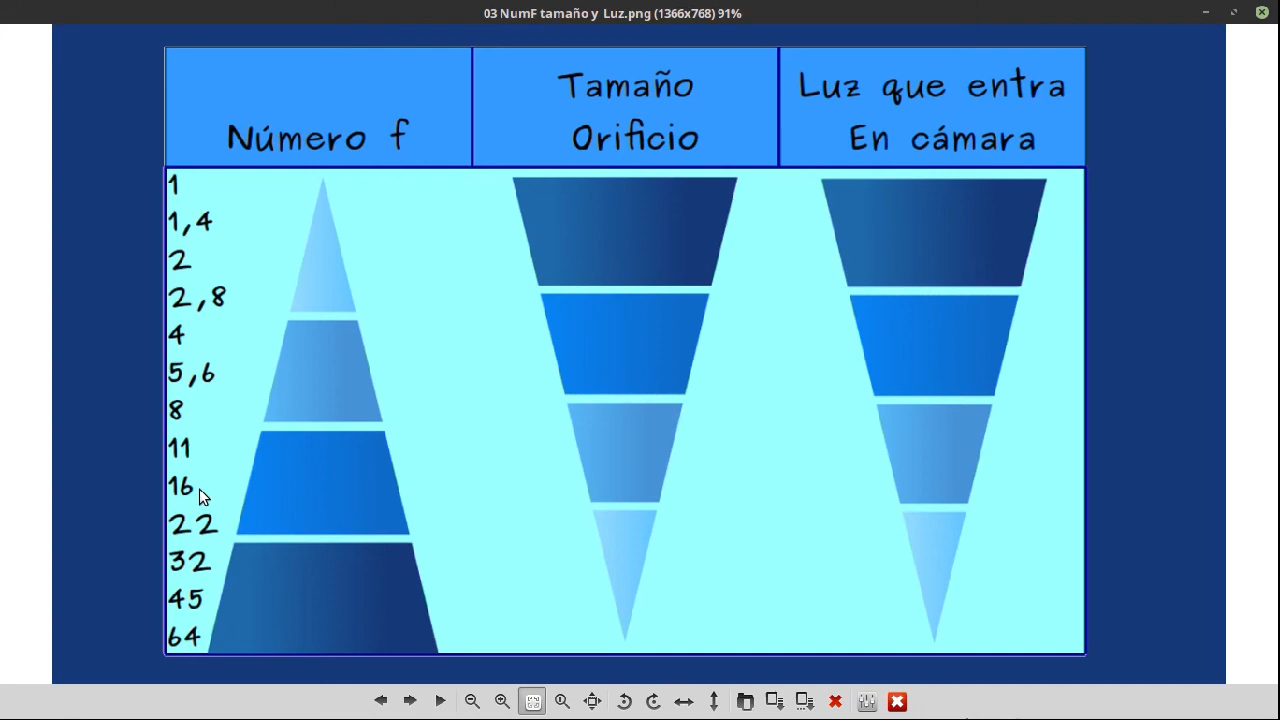 03 NumF tamaño y Luz.png (1366x768) 91%
Número f
Tamaño
Orificio
Luz que entra
En cámara
1
1,4
2
2,8
4
5,6
8
11
16
22
32
45
64